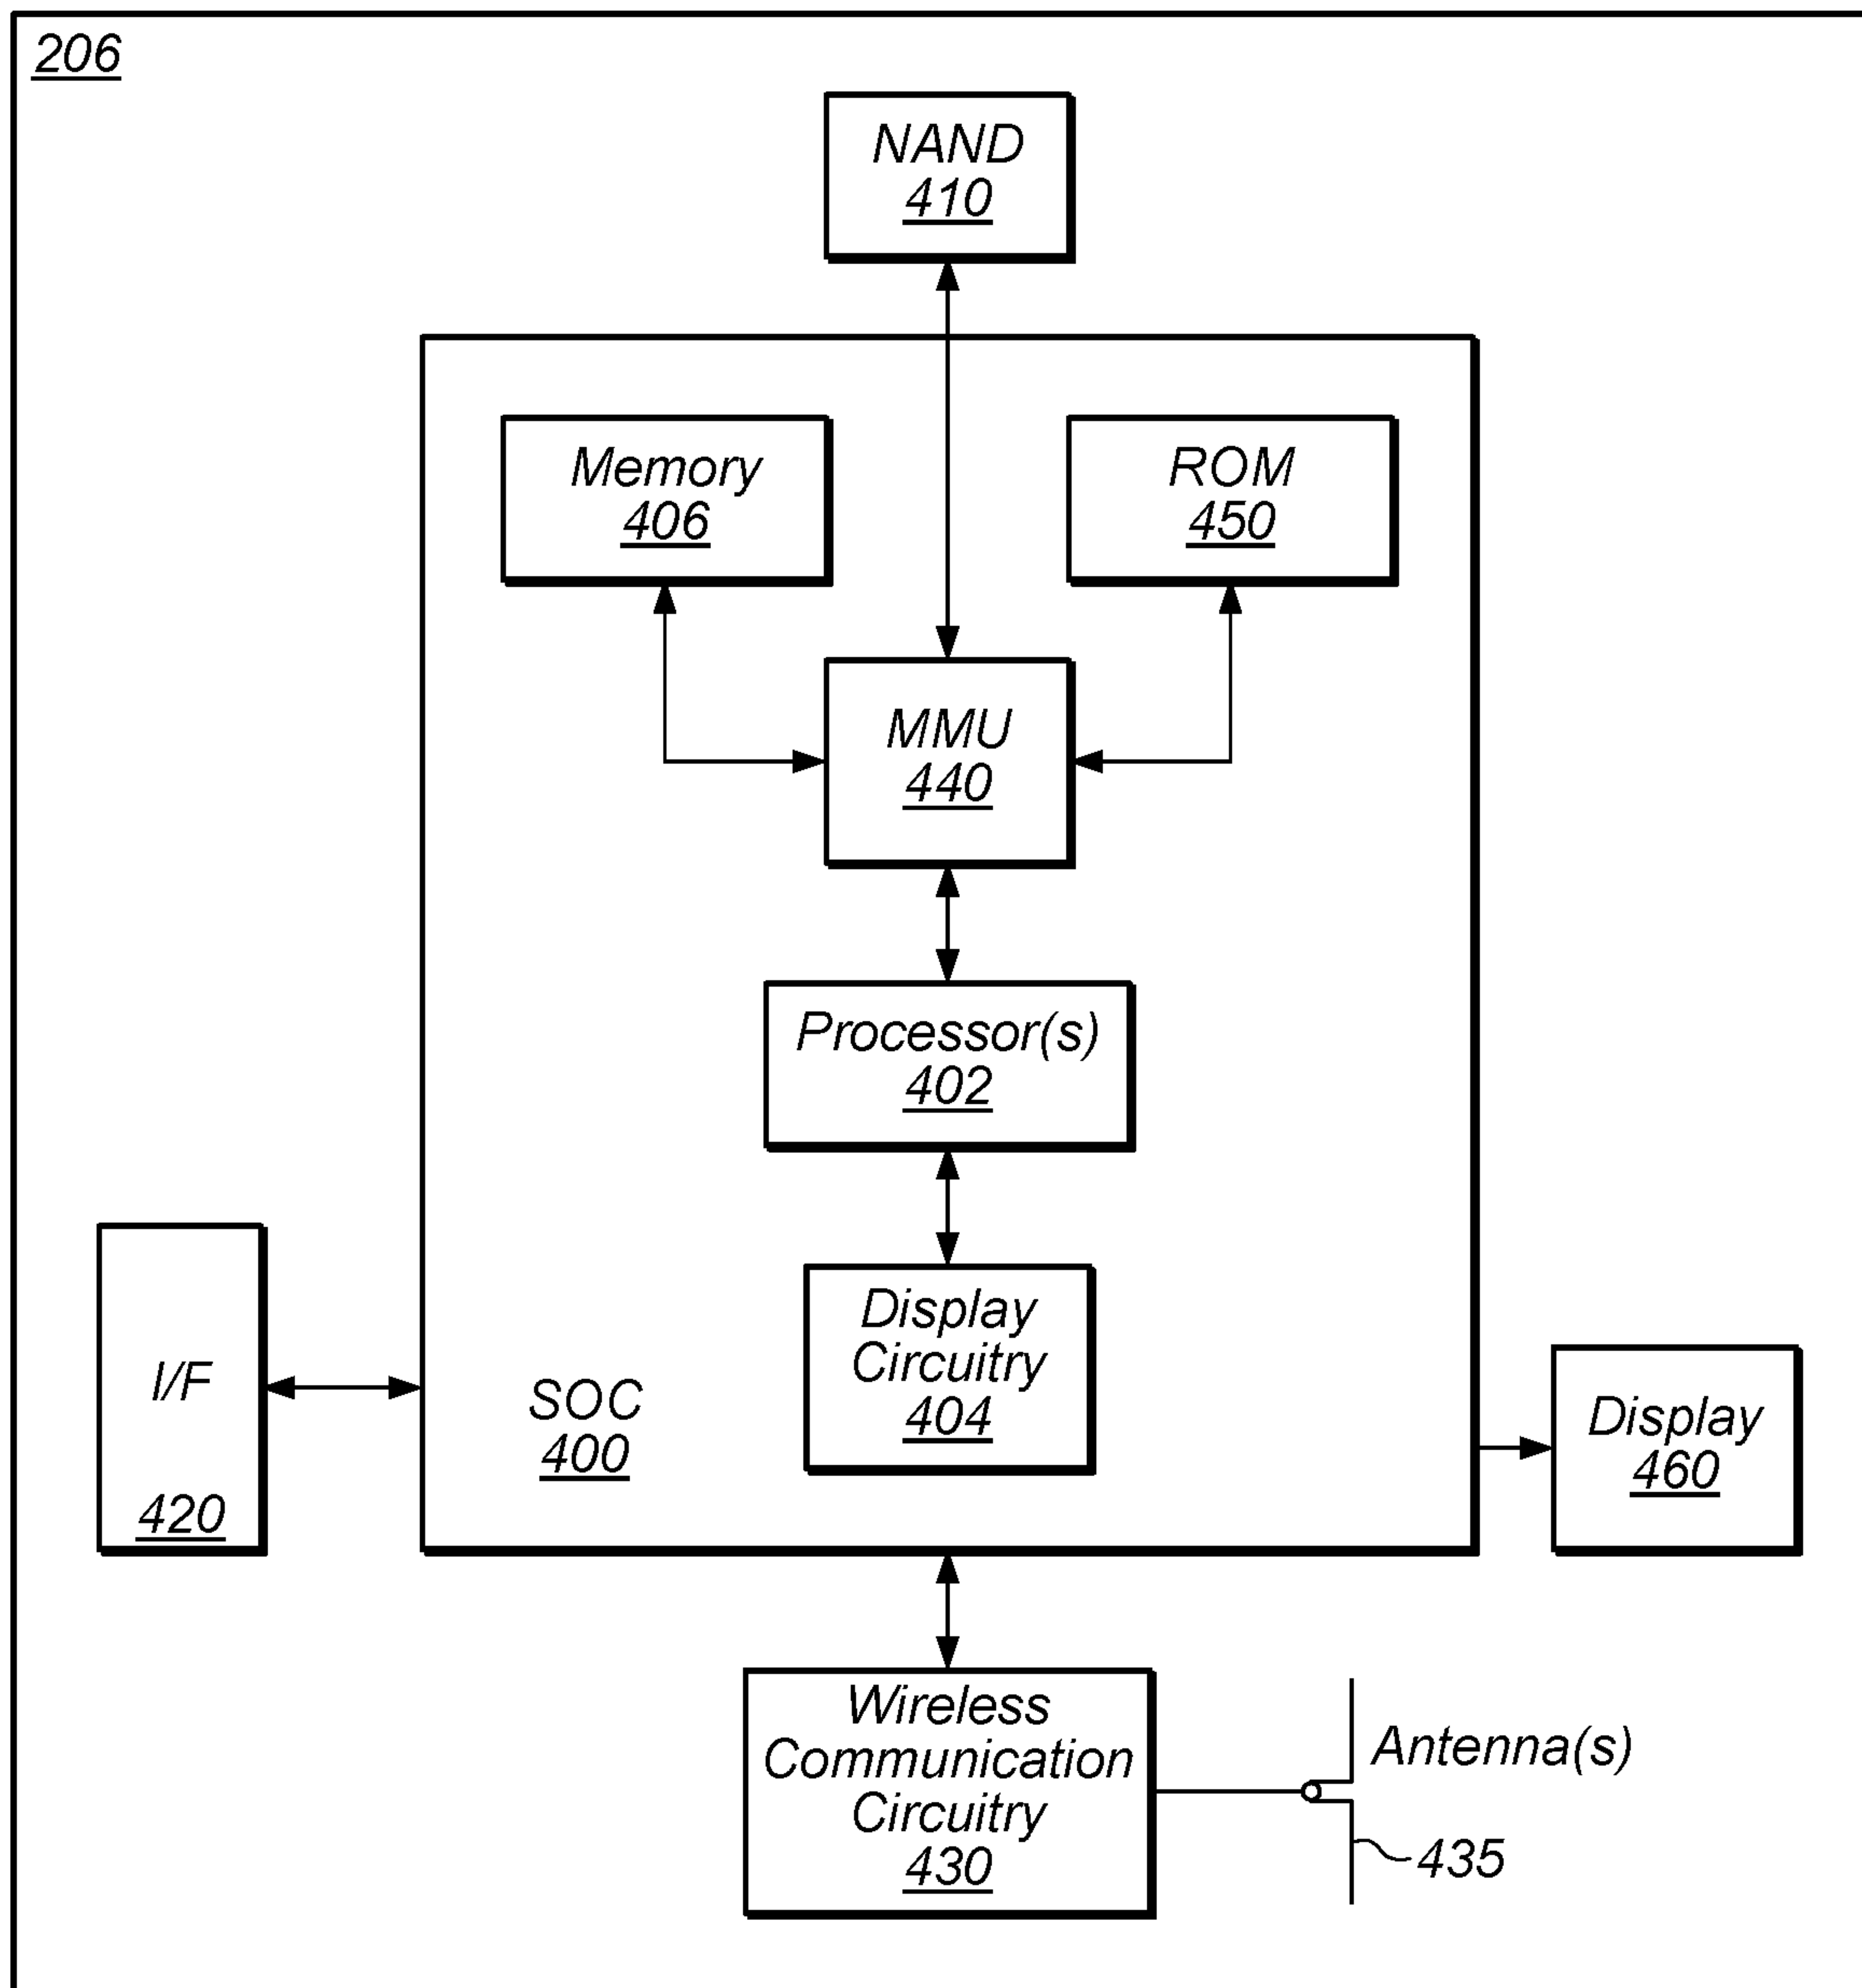 206
NAND
410
Memory
406
ROM
450
MMU
440
Processor(s)
402
Display
Circuitry
404
I/F
420
SOC
400
Display
460
Wireless
Communication
Circuitry
430
Antenna(s)
435